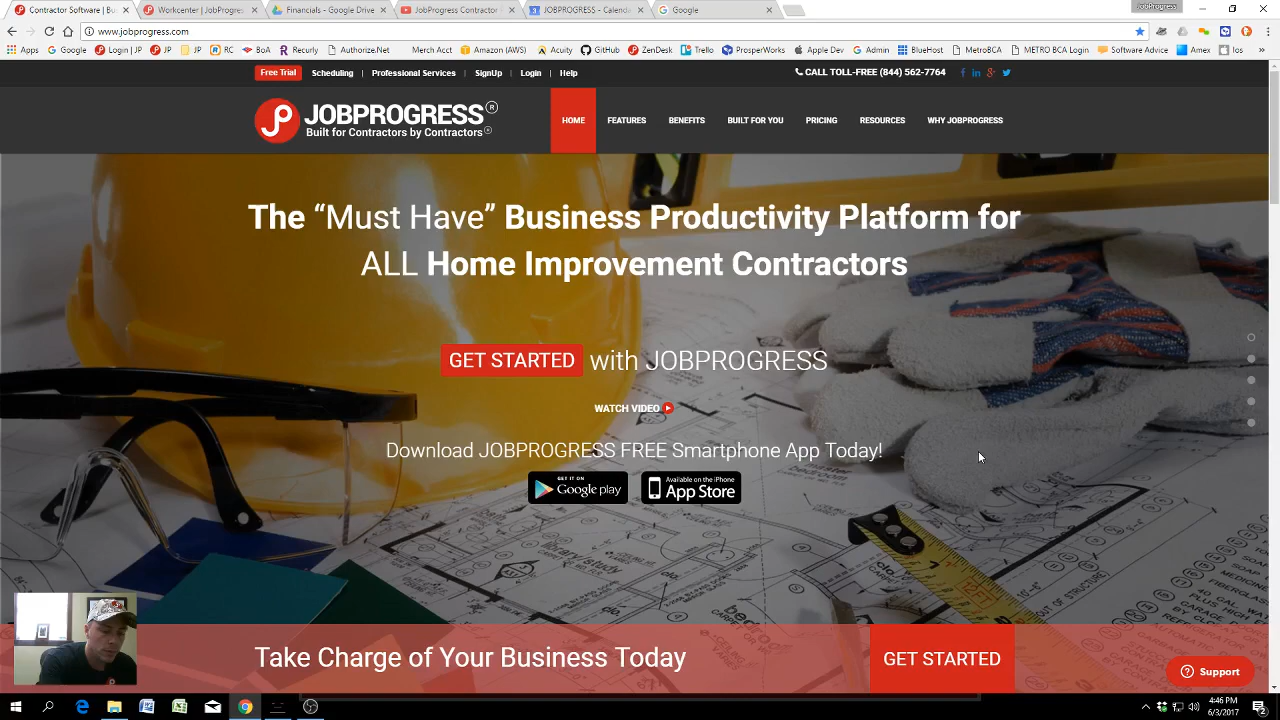 JobProgress
Contractor Software | Bu
Workcenter | JobProgres
Financials - Google Drive
JobProgress Contractor
JOBPROGRESS - Calenda
Google
www.jobprogress.com
Apps
Google
Login | JP
JP
JP
RC
BoA
Recurly
Authorize.Net
Merch Acct
Amazon (AWS)
Acuity
GitHub
ZenDesk
Trello
ProsperWorks
Apple Dev
Admin
BlueHost
MetroBCA
METRO BCA Login
Software Advice
Amex
Free Trial
Scheduling | Professional Services | SignUp | Login | Help
CALL TOLL-FREE (844) 562-7764
JOBPROGRESS®
Built for Contractors by Contractors®
HOME
FEATURES
BENEFITS
BUILT FOR YOU
PRICING
RESOURCES
WHY JOBPROGRESS
The “Must Have” Business Productivity Platform for
ALL Home Improvement Contractors
GET STARTED with JOBPROGRESS
WATCH VIDEO
Download JOBPROGRESS FREE Smartphone App Today!
GET IT ON
Google play
Available on the iPhone
App Store
Take Charge of Your Business Today
GET STARTED
Support
4:46 PM
6/3/2017